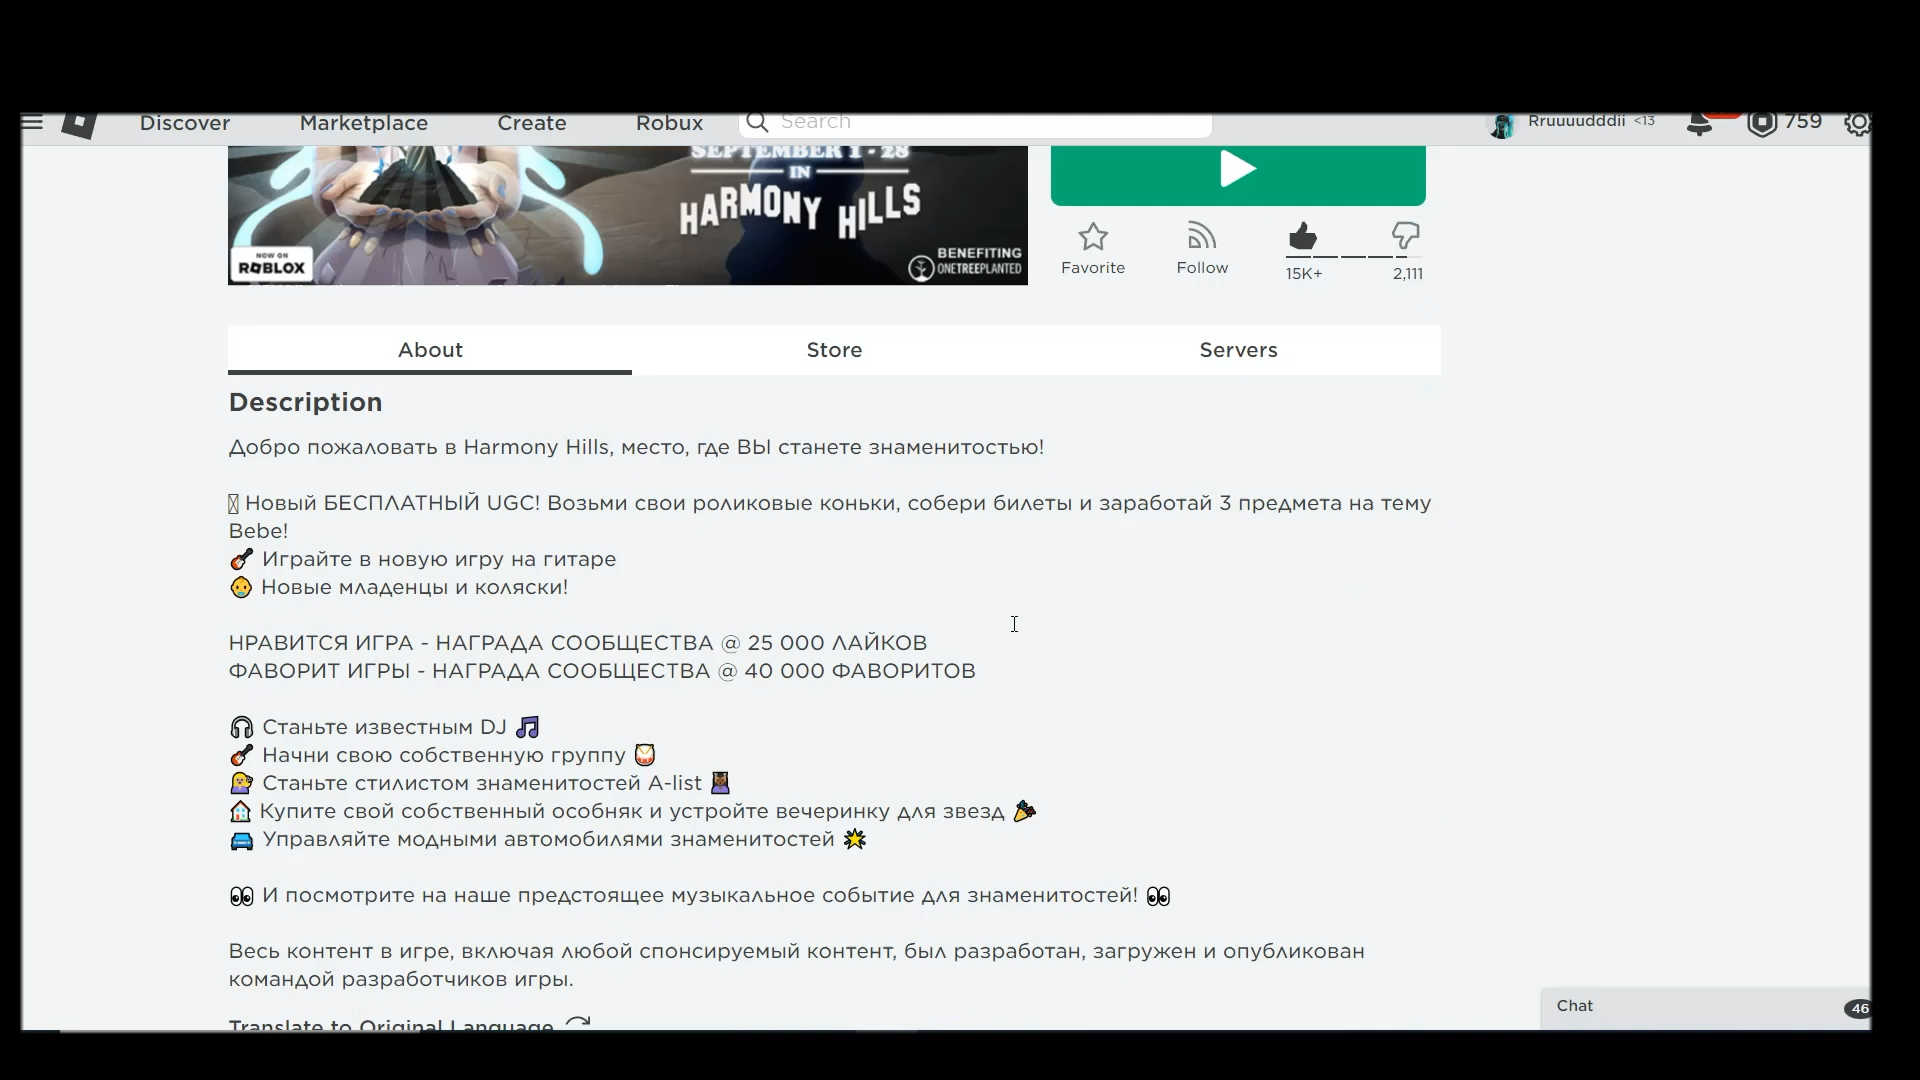 Discover Marketplace Create Robux Search Rruuuudddii <13 759
SEPTEMBER 1 - 28
IN
HARMONY HILLS
NOW ON
ROBLOX
BENEFITING
ONETREEPLANTED
Favorite Follow 15K+ 2,111
About Store Servers
Description
Добро пожаловать в Harmony Hills, место, где ВЫ станете знаменитостью!
Новый БЕСПЛАТНЫЙ UGC! Возьми свои роликовые коньки, собери билеты и заработай 3 предмета на тему
Bebe!
🎸 Играйте в новую игру на гитаре
👶 Новые младенцы и коляски!
НРАВИТСЯ ИГРА - НАГРАДА СООБЩЕСТВА @ 25 000 ЛАЙКОВ
ФАВОРИТ ИГРЫ - НАГРАДА СООБЩЕСТВА @ 40 000 ФАВОРИТОВ
🎧 Станьте известным DJ 🎵
🎸 Начни свою собственную группу 🥁
💁 Станьте стилистом знаменитостей A-list 💆🏿
🏠 Купите свой собственный особняк и устройте вечеринку для звезд 🎉
🚘 Управляйте модными автомобилями знаменитостей 🌟
👀 И посмотрите на наше предстоящее музыкальное событие для знаменитостей! 👀
Весь контент в игре, включая любой спонсируемый контент, был разработан, загружен и опубликован
командой разработчиков игры.
Translate to Original Language
Chat 46